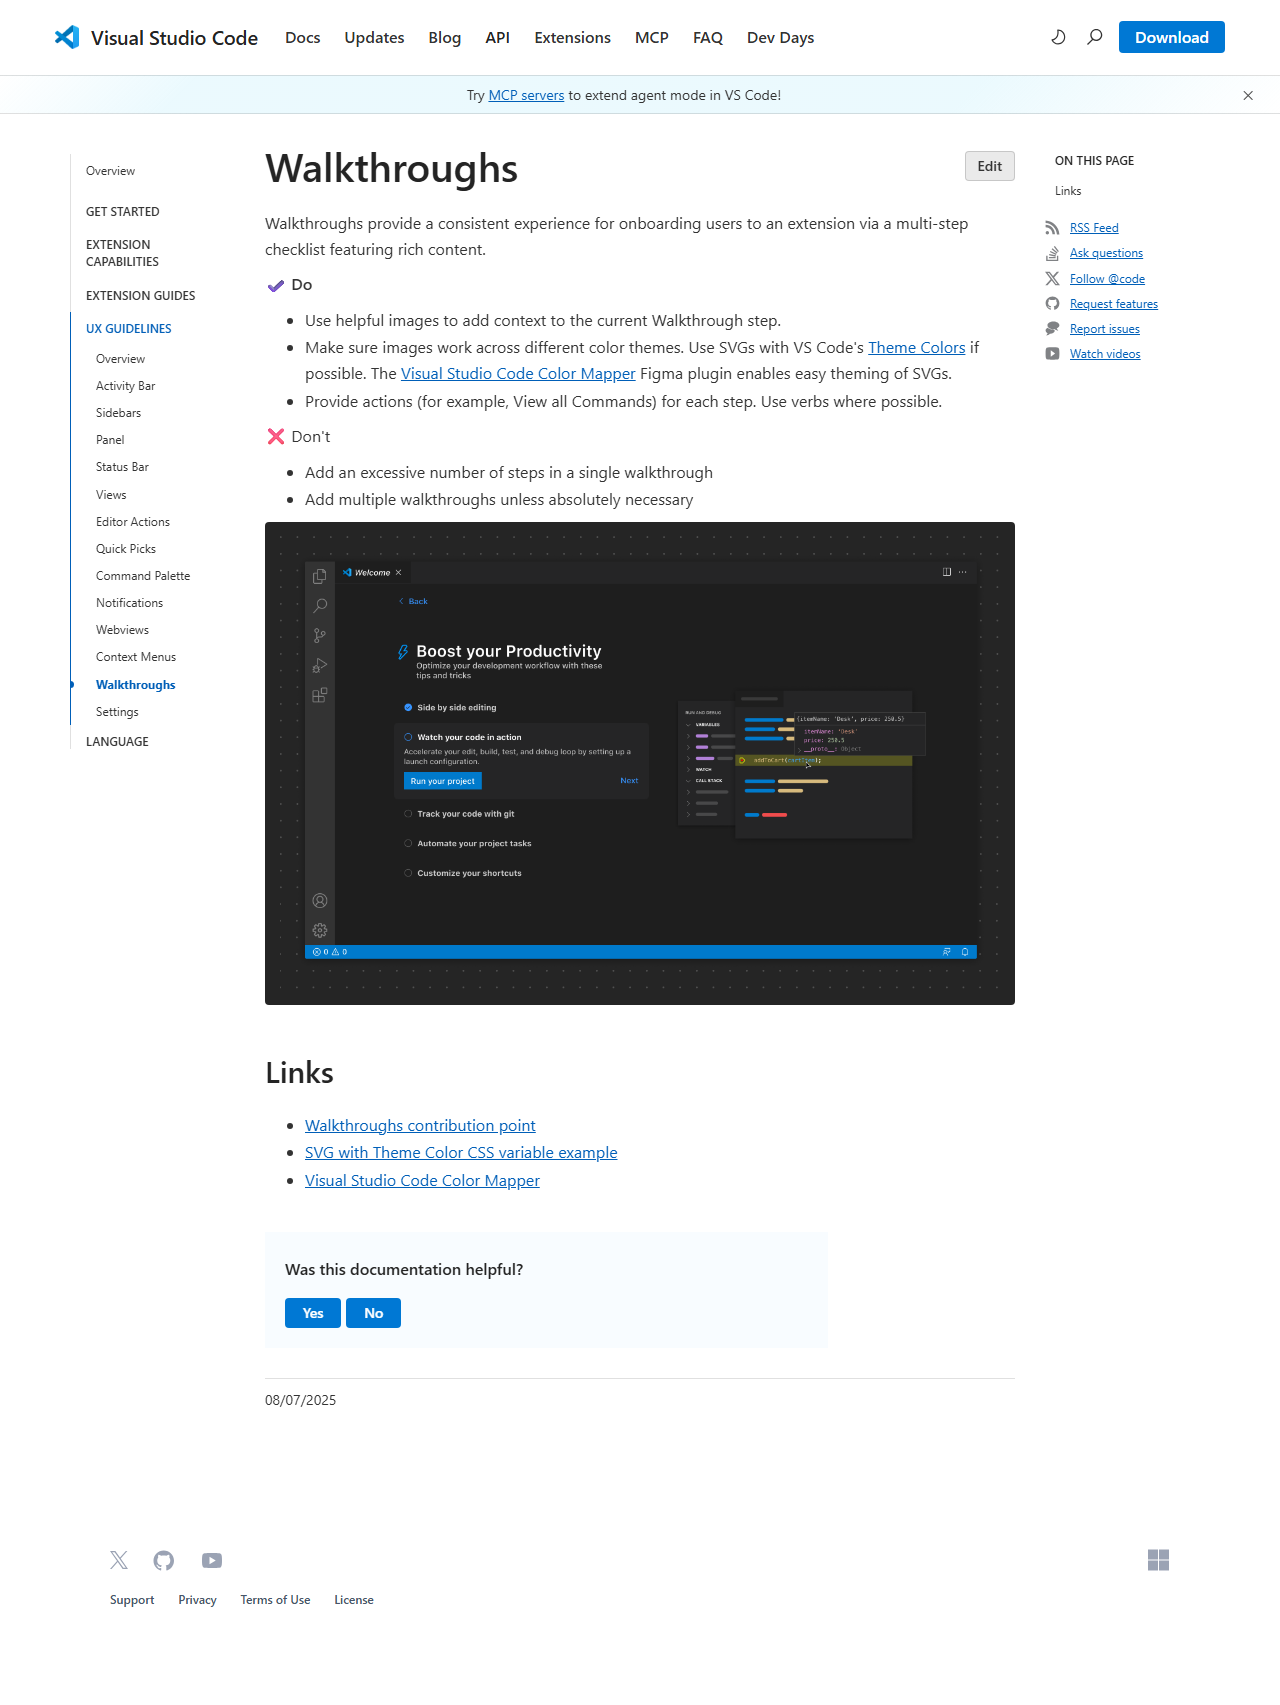 Visual Studio Code Docs Updates Blog API Extensions MCP FAQ Dev Days Download
Try MCP servers to extend agent mode in VS Code!
Overview
GET STARTED
EXTENSION
CAPABILITIES
EXTENSION GUIDES
UX GUIDELINES
Overview
Activity Bar
Sidebars
Panel
Status Bar
Views
Editor Actions
Quick Picks
Command Palette
Notifications
Webviews
Context Menus
Walkthroughs
Settings
LANGUAGE
Walkthroughs
Edit
Walkthroughs provide a consistent experience for onboarding users to an extension via a multi-step
checklist featuring rich content.
Do
Use helpful images to add context to the current Walkthrough step.
Make sure images work across different color themes. Use SVGs with VS Code's Theme Colors if
possible. The Visual Studio Code Color Mapper Figma plugin enables easy theming of SVGs.
Provide actions (for example, View all Commands) for each step. Use verbs where possible.
Don't
Add an excessive number of steps in a single walkthrough
Add multiple walkthroughs unless absolutely necessary
Welcome
Back
Boost your Productivity
Optimize your development workflow with these
tips and tricks
Side by side editing
Watch your code in action
Accelerate your edit, build, test, and debug loop by setting up a
launch configuration.
Run your project
Next
Track your code with git
Automate your project tasks
Customize your shortcuts
RUN AND DEBUG
VARIABLES
WATCH
CALL STACK
{itemName: 'Desk', price: 250.5}
itemName: 'Desk'
price: 250.5
__proto__: Object
addToCart(cartItem);
0 0
Links
Walkthroughs contribution point
SVG with Theme Color CSS variable example
Visual Studio Code Color Mapper
Was this documentation helpful?
Yes No
08/07/2025
ON THIS PAGE
Links
RSS Feed
Ask questions
Follow @code
Request features
Report issues
Watch videos
Support Privacy Terms of Use License